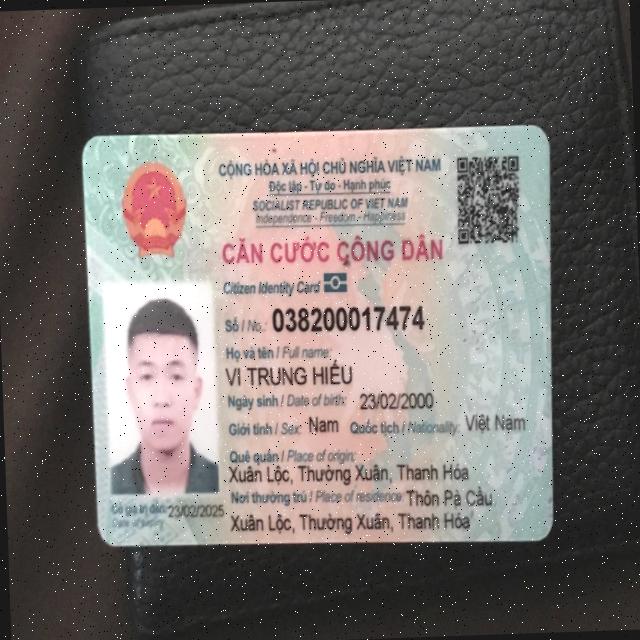 CỘNG HÒA XÃ HỘI CHỦ NGHĨA VIỆT NAM
Độc lập - Tự do - Hạnh phúc
SOCIALIST REPUBLIC OF VIET NAM
Independence - Freedom - Happiness
CĂN CƯỚC CÔNG DÂN
Citizen Identity Card
Số / No.: 038200017474
Họ và tên / Full name:
VI TRUNG HIẾU
Ngày sinh / Date of birth: 23/02/2000
Giới tính / Sex: Nam Quốc tịch / Nationality: Việt Nam
Quê quán / Place of origin:
Xuân Lộc, Thường Xuân, Thanh Hóa
Nơi thường trú / Place of residence: Thôn Pà Cầu
Xuân Lộc, Thường Xuân, Thanh Hóa
Có giá trị đến: 23/02/2025
Date of expiry